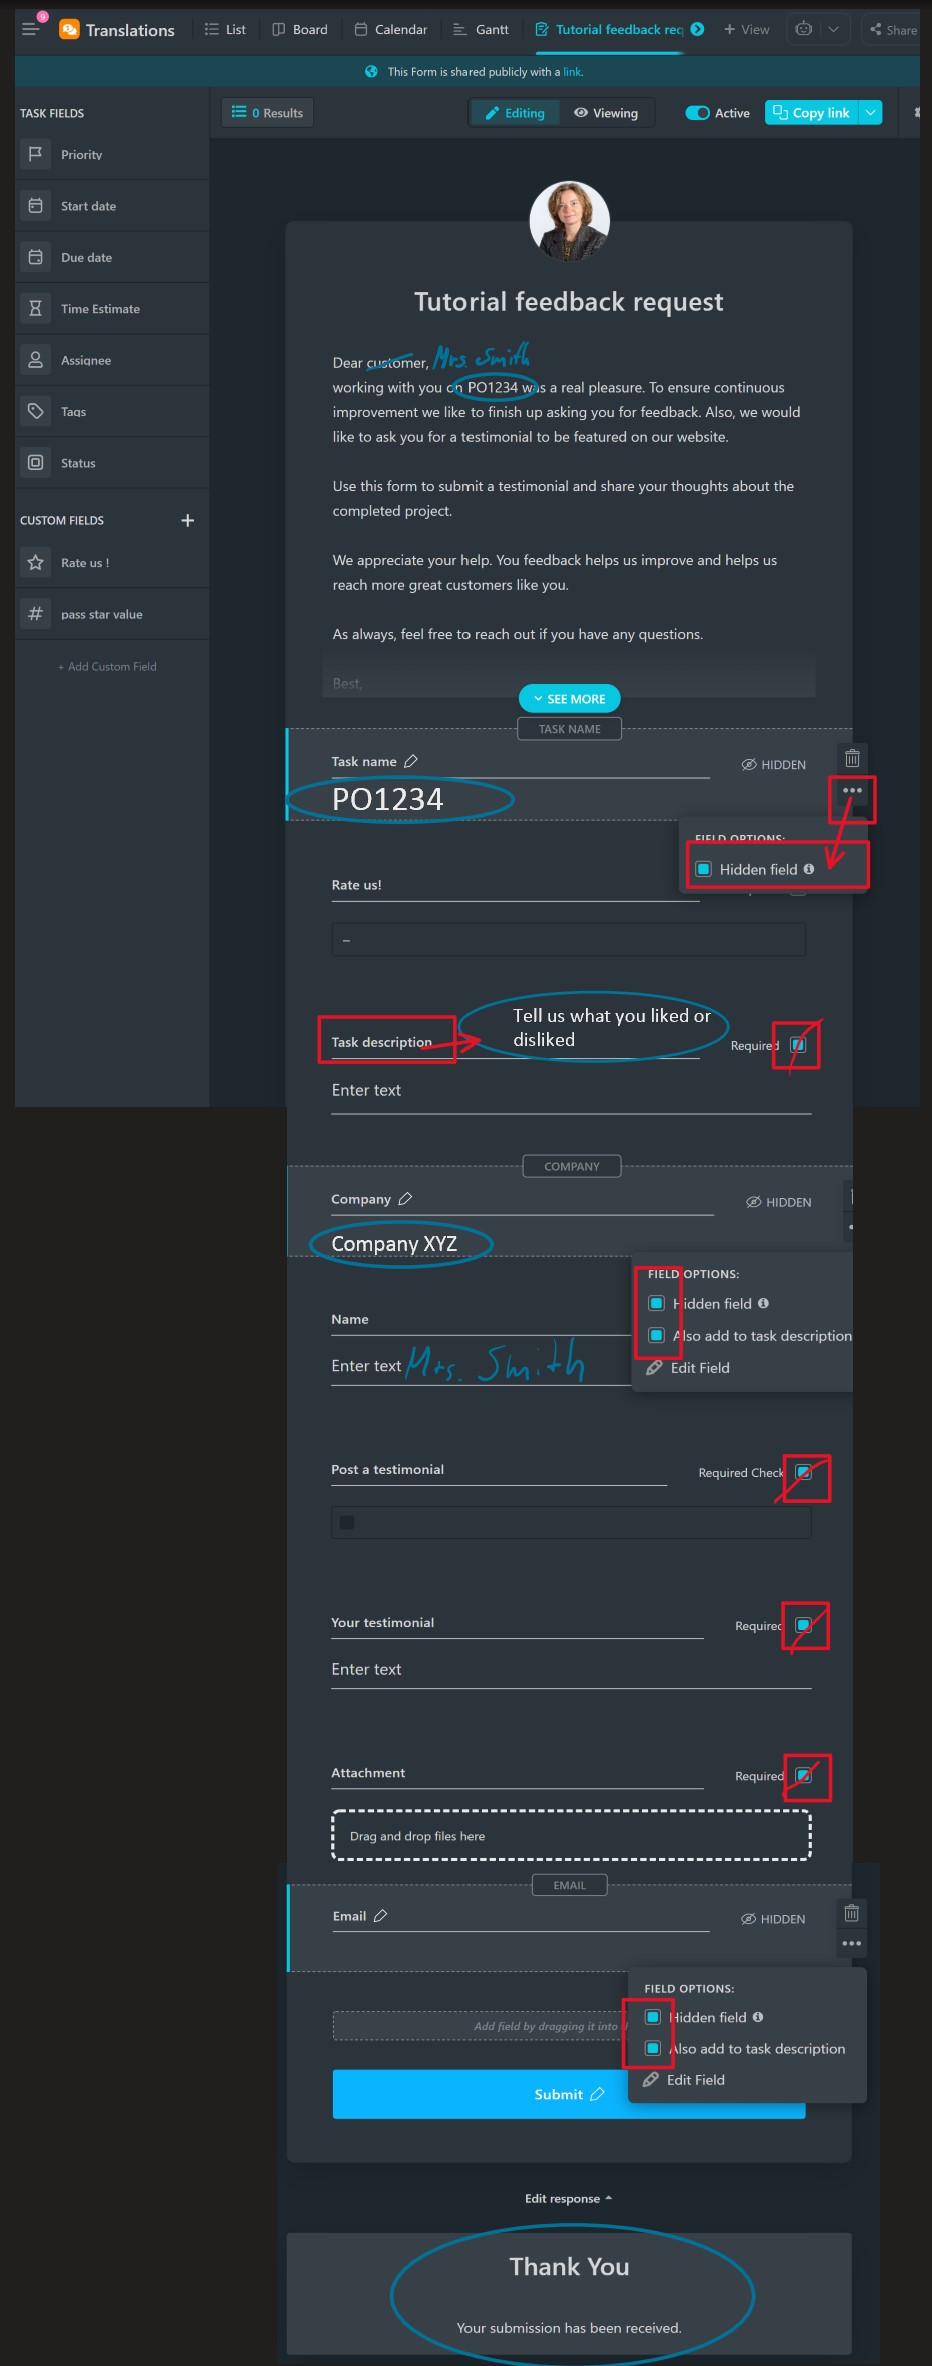 9
Translations
List
Board
Calendar
Gantt
Tutorial feedback req
+ View
Share
This Form is shared publicly with a link.
TASK FIELDS
0 Results
Editing
Viewing
Active
Copy link
Priority
Start date
Due date
Time Estimate
Assignee
Tags
Status
CUSTOM FIELDS
+
Rate us !
# pass star value
+ Add Custom Field
Tutorial feedback request
Dear customer, Mrs. Smith
working with you on PO1234 was a real pleasure. To ensure continuous
improvement we like to finish up asking you for feedback. Also, we would
like to ask you for a testimonial to be featured on our website.
Use this form to submit a testimonial and share your thoughts about the
completed project.
We appreciate your help. You feedback helps us improve and helps us
reach more great customers like you.
As always, feel free to reach out if you have any questions.
Best,
SEE MORE
TASK NAME
Task name
HIDDEN
PO1234
FIELD OPTIONS:
Hidden field
Rate us!
–
Tell us what you liked or
disliked
Task description
Required
Enter text
COMPANY
Company
HIDDEN
Company XYZ
FIELD OPTIONS:
Hidden field
Also add to task description
Edit Field
Name
Enter text Mrs. Smith
Post a testimonial
Required Check
Your testimonial
Required
Enter text
Attachment
Required
Drag and drop files here
EMAIL
Email
HIDDEN
FIELD OPTIONS:
Hidden field
Also add to task description
Edit Field
Add field by dragging it into
Submit
Edit response
Thank You
Your submission has been received.